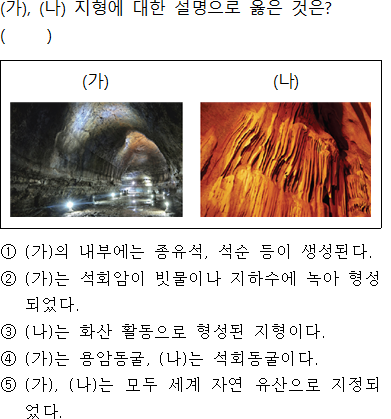 (가), (나) 지형에 대한 설명으로 옳은 것은?
(     )
(가)
(나)
① (가)의 내부에는 종유석, 석순 등이 생성된다.
② (가)는 석회암이 빗물이나 지하수에 녹아 형성
되었다.
③ (나)는 화산 활동으로 형성된 지형이다.
④ (가)는 용암동굴, (나)는 석회동굴이다.
⑤ (가), (나)는 모두 세계 자연 유산으로 지정되
었다.